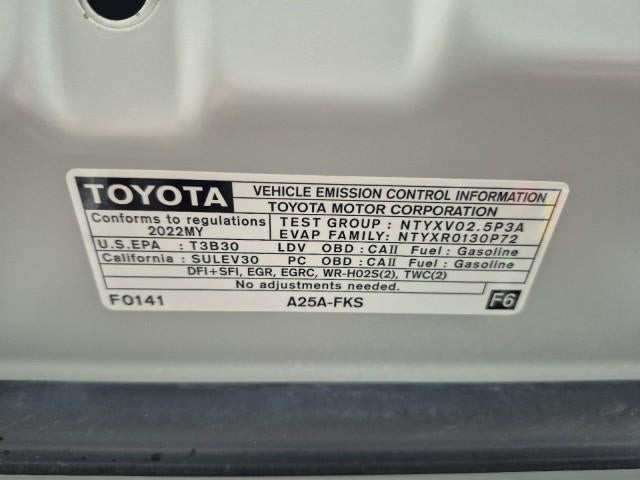 TOYOTA VEHICLE EMISSION CONTROL INFORMATION
TOYOTA MOTOR CORPORATION
Conforms to regulations
2022MY
TEST GROUP : NTYXV02.5P3A
EVAP FAMILY: NTYXR0130P72
U.S.EPA : T3B30 LDV OBD : CAII Fuel : Gasoline
California : SULEV30 PC OBD : CAII Fuel : Gasoline
DFI+SFI, EGR, EGRC, WR-HO2S(2), TWC(2)
No adjustments needed.
F0141 A25A-FKS F6